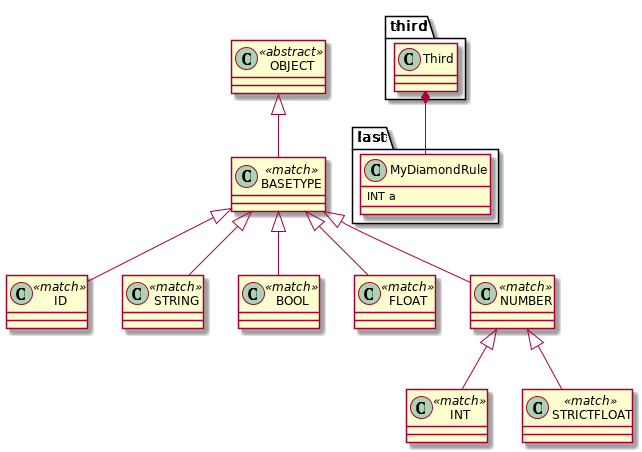 third
C «abstract»
OBJECT
C Third
last
C «match»
BASETYPE
C MyDiamondRule
INT a
C «match»
ID
C «match»
STRING
C «match»
BOOL
C «match»
FLOAT
C «match»
NUMBER
C «match»
INT
C «match»
STRICTFLOAT